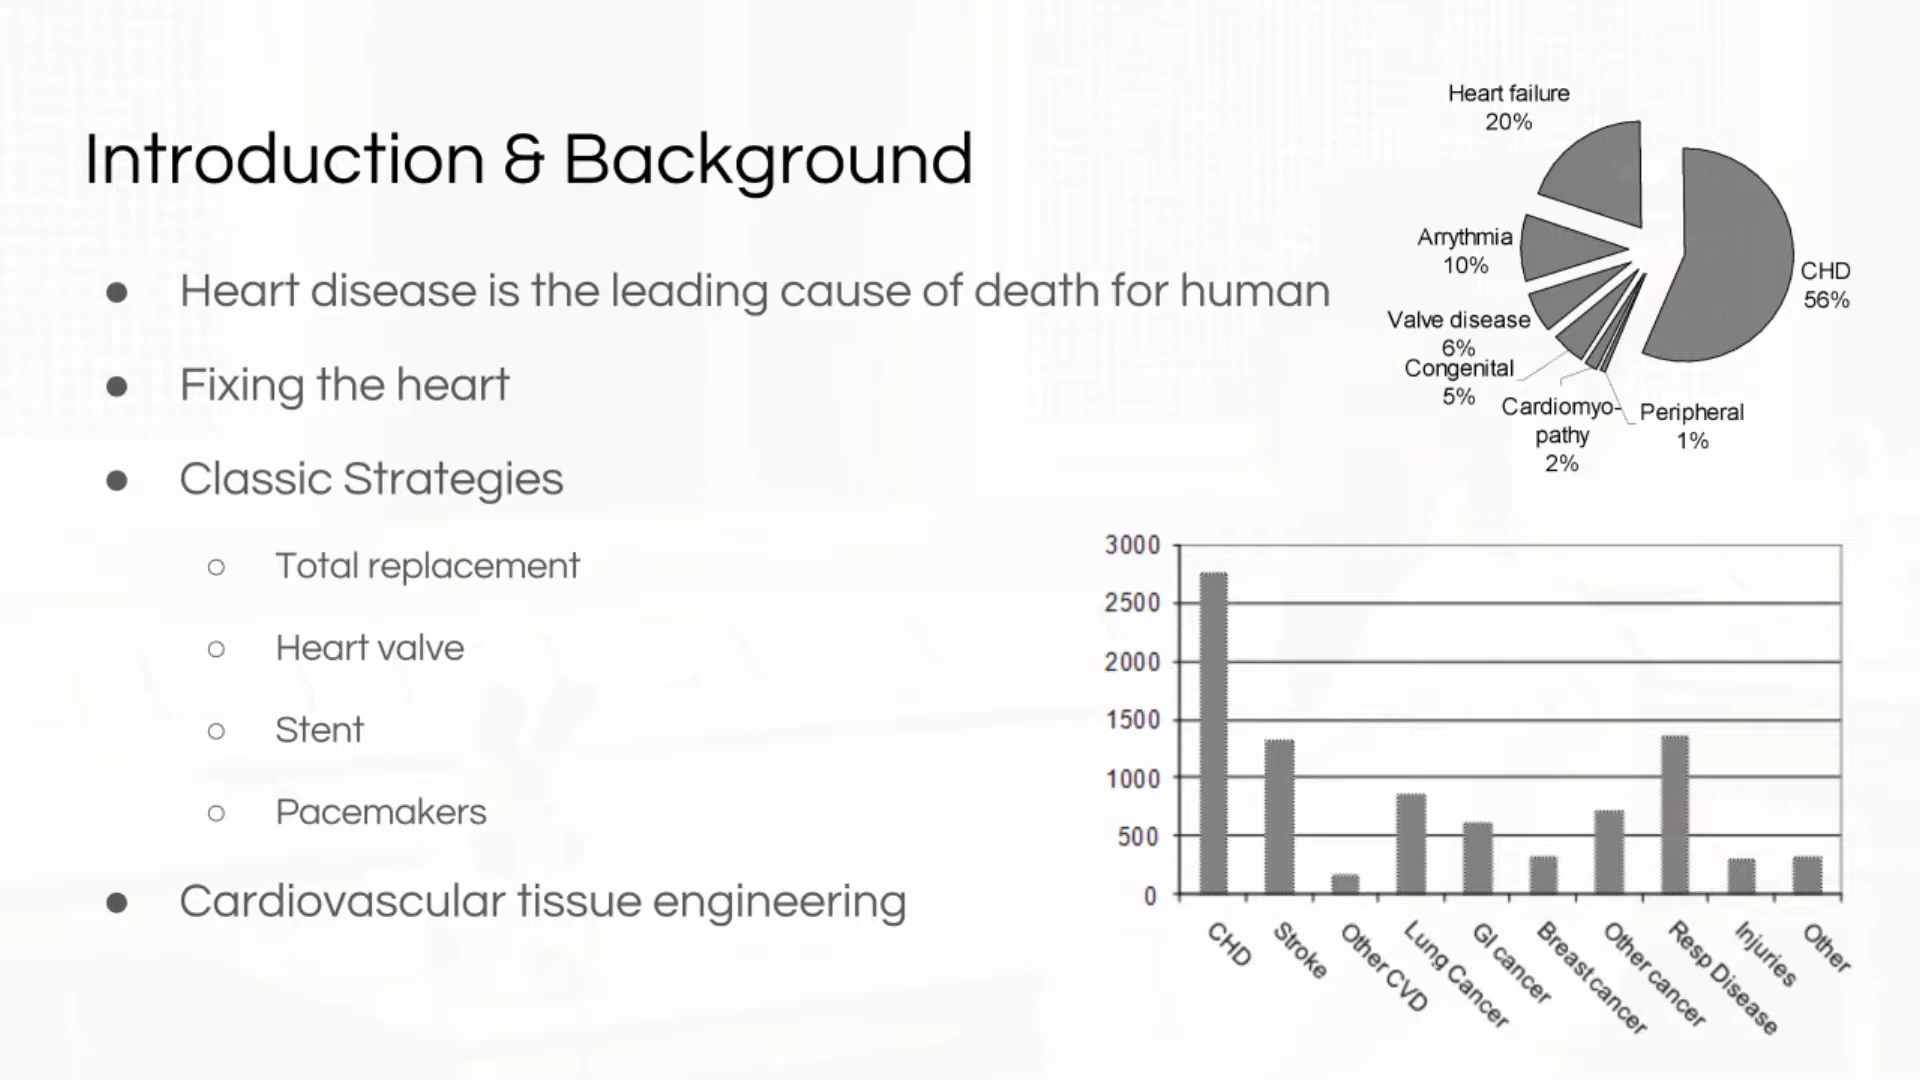 Introduction & Background
● Heart disease is the leading cause of death for human
● Fixing the heart
● Classic Strategies
○ Total replacement
○ Heart valve
○ Stent
○ Pacemakers
● Cardiovascular tissue engineering
Heart failure
20%
Arrythmia
10%
Valve disease
6%
Congenital
5%
Cardiomyo-
pathy
2%
Peripheral
1%
CHD
56%
3000
2500
2000
1500
1000
500
0
CHD
Stroke
Other CVD
Lung Cancer
GI cancer
Breast cancer
Other cancer
Resp Disease
Injuries
Other